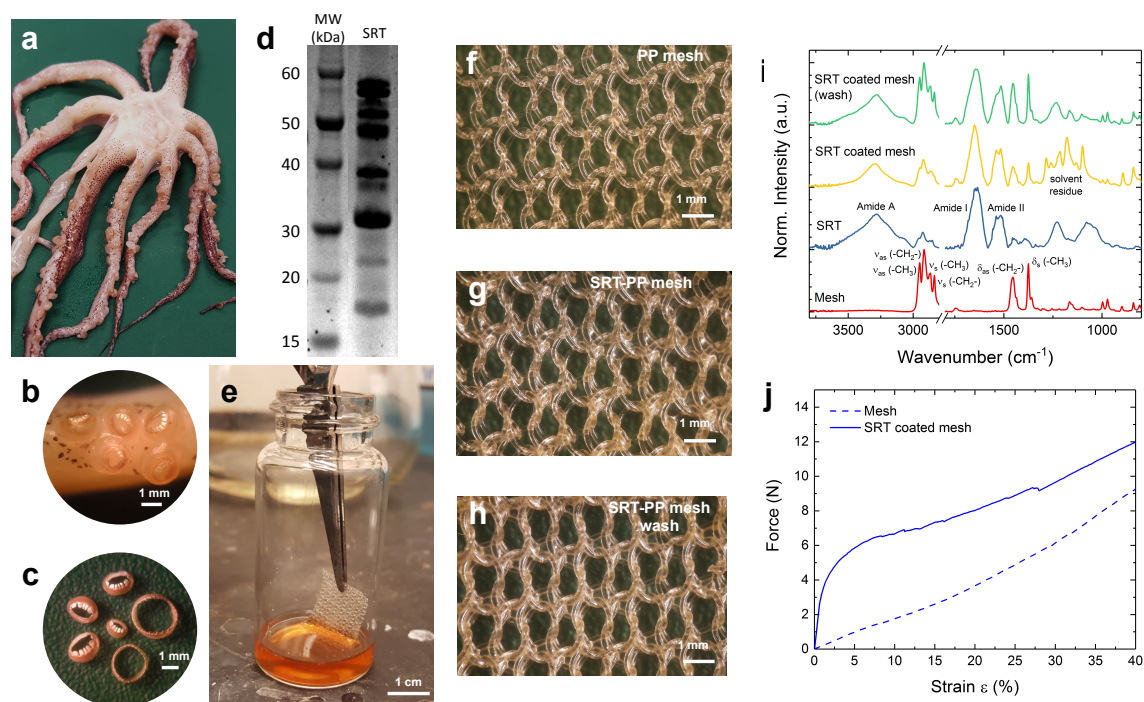 a
b
1 mm
c
1 mm
d
MW
(kDa)
SRT
60
50
40
30
20
15
e
1 cm
f
PP mesh
1 mm
g
SRT-PP mesh
1 mm
h
SRT-PP mesh
wash
1 mm
i
Norm. Intensity (a.u.)
SRT coated mesh
(wash)
SRT coated mesh
solvent
residue
SRT
Amide A
Amide I
Amide II
νas (-CH2-)
νas (-CH3)
νs (-CH3)
νs (-CH2-)
δas (-CH2-)
δs (-CH3)
Mesh
3500 3000 1500 1000
Wavenumber (cm-1)
j
Force (N)
14
12
10
8
6
4
2
0
Mesh
SRT coated mesh
0 5 10 15 20 25 30 35 40
Strain ε (%)